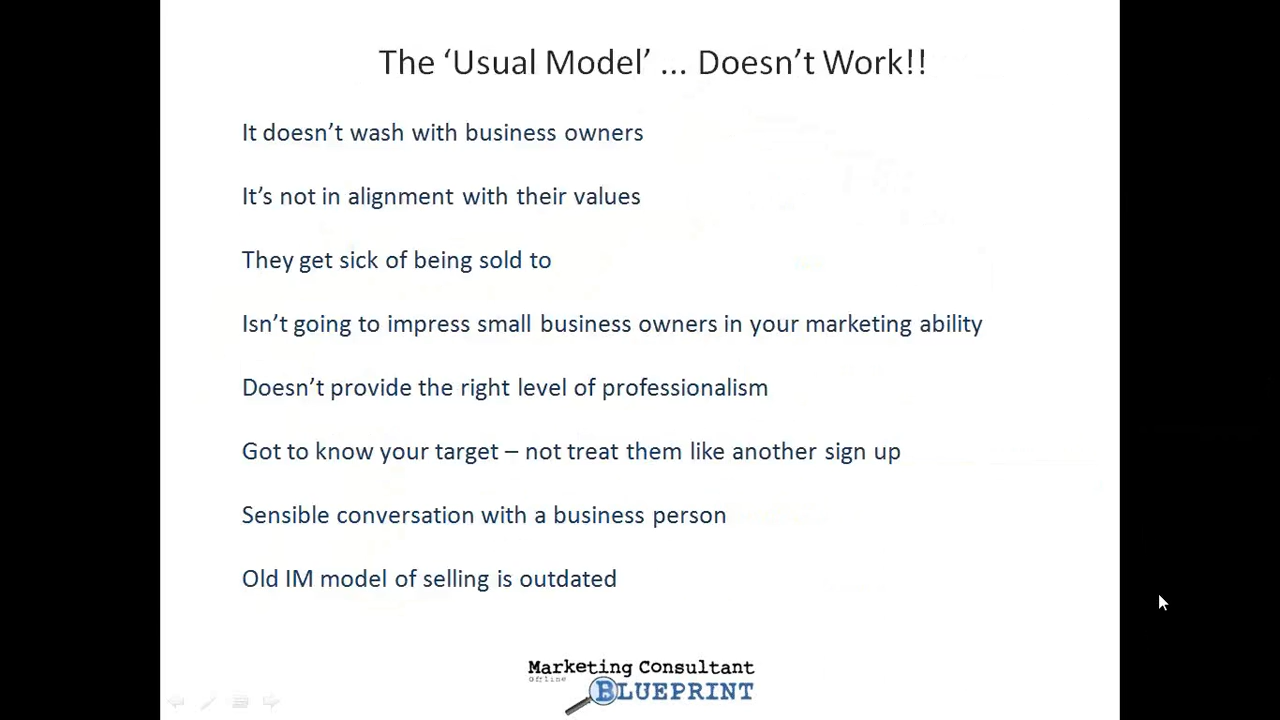 The ‘Usual Model’ ... Doesn’t Work!!
It doesn’t wash with business owners
It’s not in alignment with their values
They get sick of being sold to
Isn’t going to impress small business owners in your marketing ability
Doesn’t provide the right level of professionalism
Got to know your target – not treat them like another sign up
Sensible conversation with a business person
Old IM model of selling is outdated
Marketing Consultant
Offline
BLUEPRINT